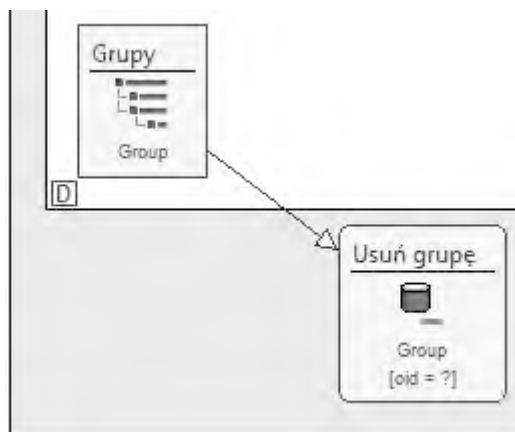 Grupy
Group
D
Usuń grupę
Group
[oid = ?]